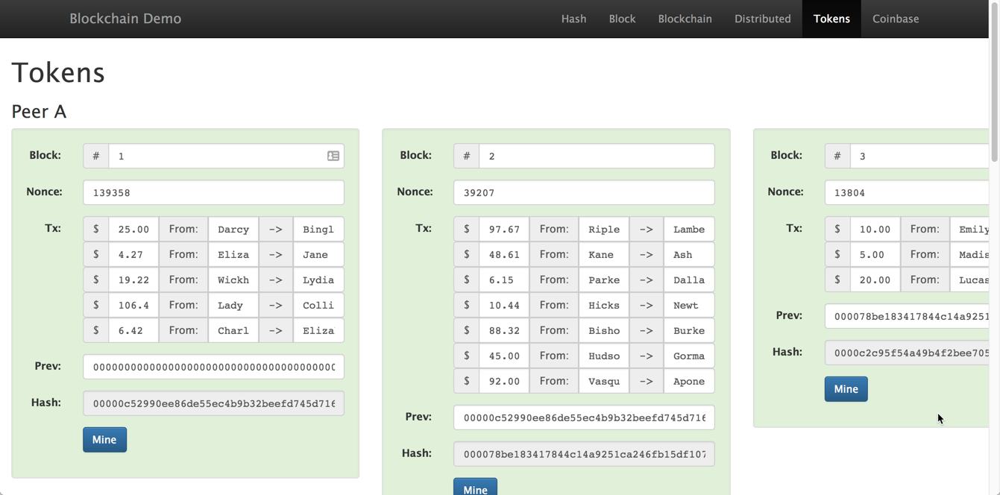 Blockchain Demo
Hash Block Blockchain Distributed Tokens Coinbase
Tokens
Peer A
Block: # 1
Nonce: 139358
Tx: $ 25.00 From: Darcy -> Bingl
$ 4.27 From: Eliza -> Jane
$ 19.22 From: Wickh -> Lydia
$ 106.4 From: Lady -> Colli
$ 6.42 From: Charl -> Eliza
Prev: 0000000000000000000000000000000000000000
Hash: 00000c52990ee86de55ec4b9b32beefd745d716
Mine
Block: # 2
Nonce: 39207
Tx: $ 97.67 From: Riple -> Lambe
$ 48.61 From: Kane -> Ash
$ 6.15 From: Parke -> Dalla
$ 10.44 From: Hicks -> Newt
$ 88.32 From: Bisho -> Burke
$ 45.00 From: Hudso -> Gorma
$ 92.00 From: Vasqu -> Apone
Prev: 00000c52990ee86de55ec4b9b32beefd745d716
Hash: 000078be183417844c14a9251ca246fb15df107
Mine
Block: # 3
Nonce: 13804
Tx: $ 10.00 From: Emily
$ 5.00 From: Madis
$ 20.00 From: Lucas
Prev: 000078be183417844c14a9251
Hash: 0000c2c95f54a49b4f2bee705
Mine